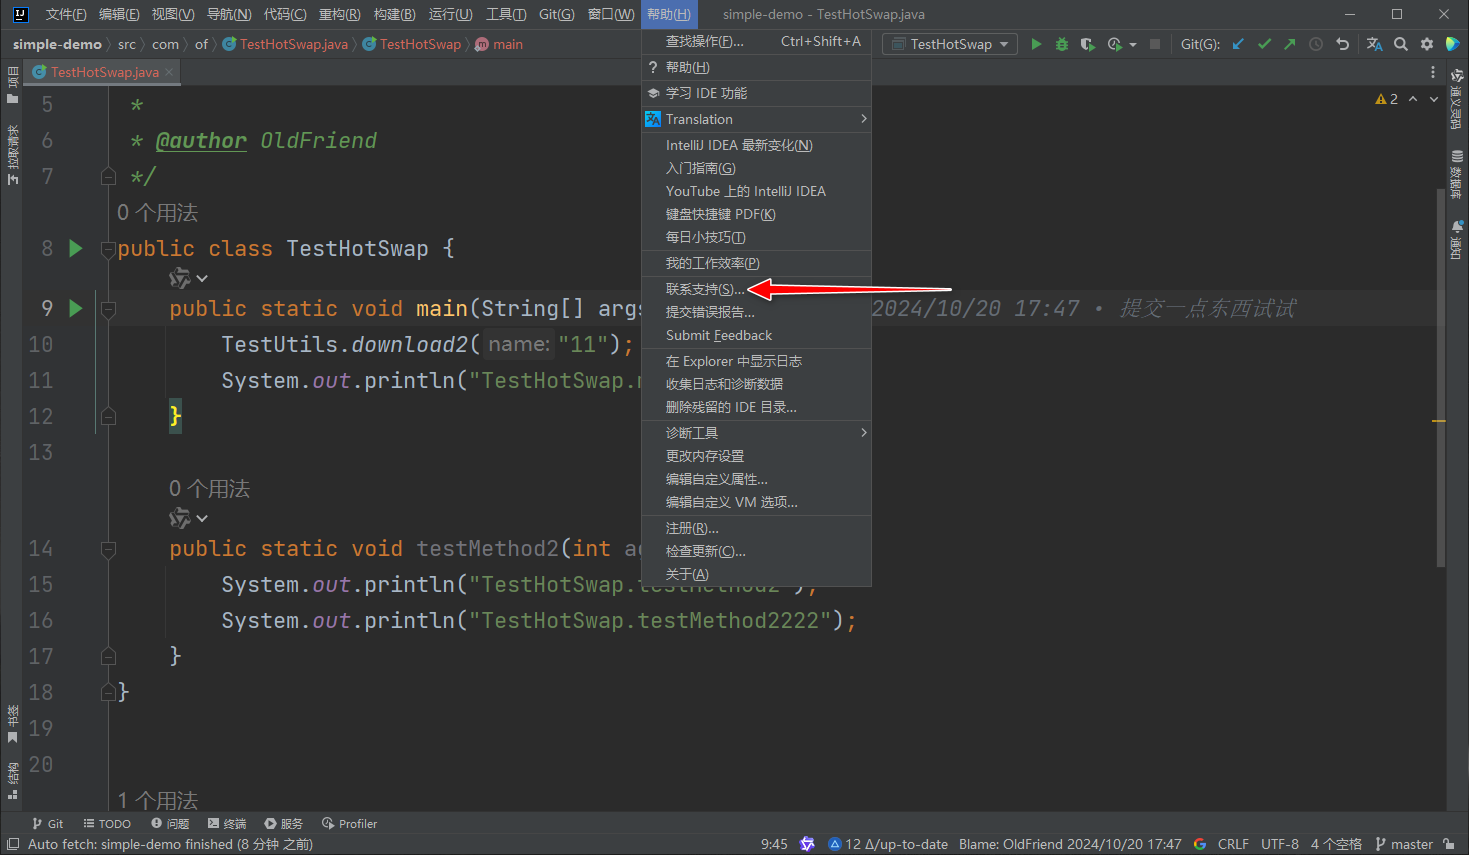 文件(F) 编辑(E) 视图(V) 导航(N) 代码(C) 重构(R) 构建(B) 运行(U) 工具(T) Git(G) 窗口(W) 帮助(H) simple-demo - TestHotSwap.java
simple-demo src com of TestHotSwap.java TestHotSwap main
TestHotSwap Git(G):
TestHotSwap.java
项目
拉取请求
书签
结构
2
5 *
6 * @author OldFriend
7 */
0 个用法
8 public class TestHotSwap {
9 public static void main(String[] args 2024/10/20 17:47 • 提交一点东西试试
10 TestUtils.download2( name: "11");
11 System.out.println("TestHotSwap.
12 }
13
0 个用法
14 public static void testMethod2(int
15 System.out.println("TestHotSwap.testMethod2");
16 System.out.println("TestHotSwap.testMethod2222");
17 }
18 }
19
20
1 个用法
查找操作(F)... Ctrl+Shift+A
? 帮助(H)
学习 IDE 功能
Translation
IntelliJ IDEA 最新变化(N)
入门指南(G)
YouTube 上的 IntelliJ IDEA
键盘快捷键 PDF(K)
每日小技巧(T)
我的工作效率(P)
联系支持(S)...
提交错误报告...
Submit Feedback
在 Explorer 中显示日志
收集日志和诊断数据
删除残留的 IDE 目录...
诊断工具
更改内存设置
编辑自定义属性...
编辑自定义 VM 选项...
注册(R)...
检查更新(C)...
关于(A)
通义灵码
数据库
通知
Git TODO 问题 终端 服务 Profiler
Auto fetch: simple-demo finished (8 分钟 之前) 9:45 12 Δ/up-to-date Blame: OldFriend 2024/10/20 17:47 CRLF UTF-8 4 个空格 master